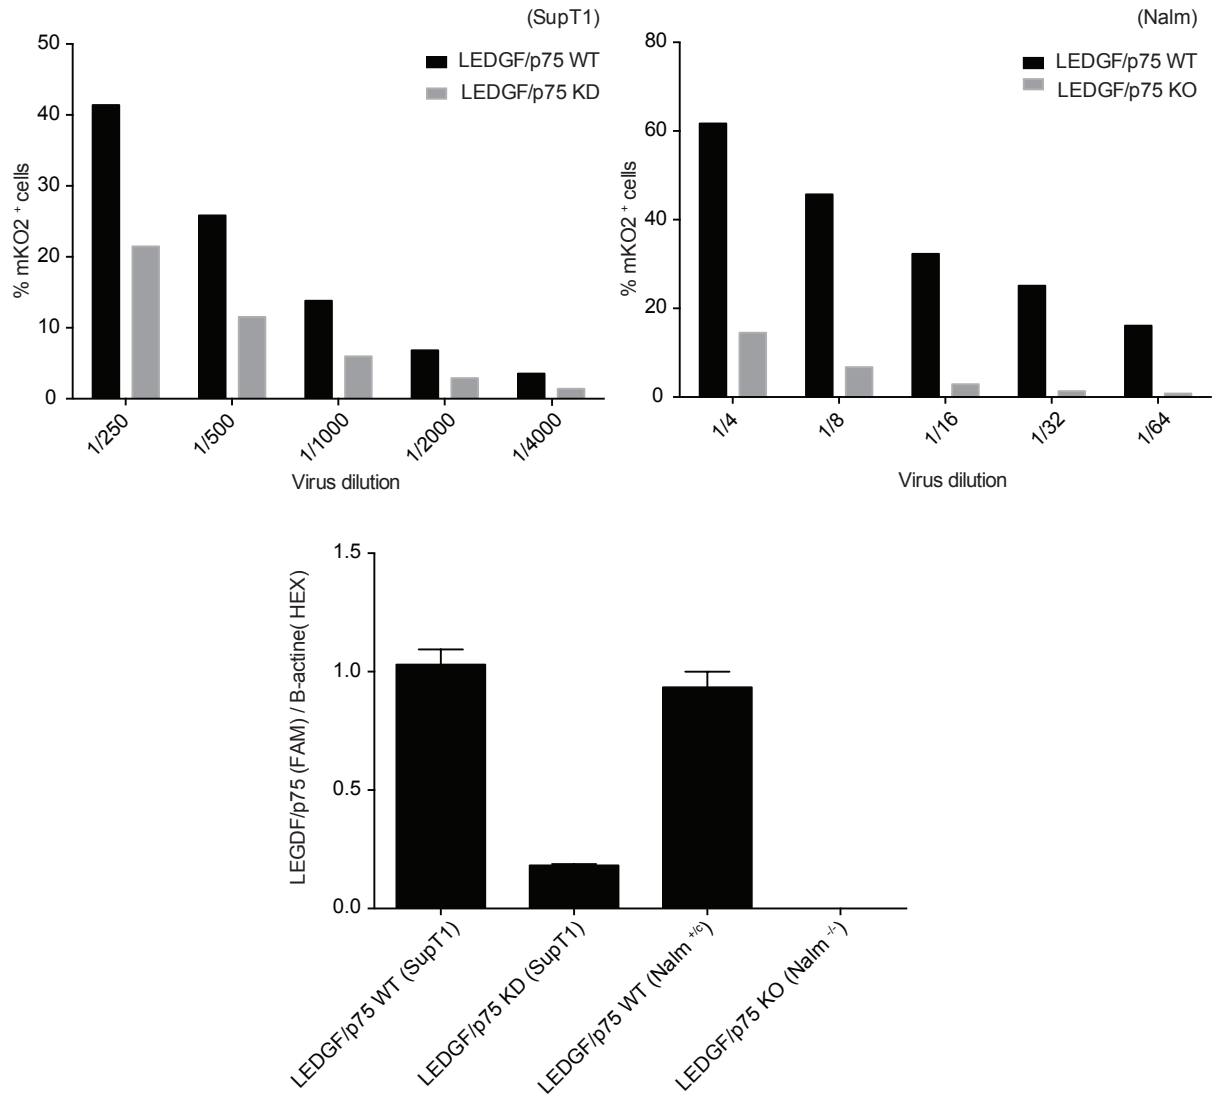 (SupT1)
50
40
30
20
10
0
% mKO2 + cells
LEDGF/p75 WT
LEDGF/p75 KD
1/250
1/500
1/1000
1/2000
1/4000
Virus dilution
(Nalm)
80
60
40
20
0
% mKO2 + cells
LEDGF/p75 WT
LEDGF/p75 KO
1/4
1/8
1/16
1/32
1/64
Virus dilution
1.5
1.0
0.5
0.0
LEGDF/p75 (FAM) / B-actine( HEX)
LEDGF/p75 WT (SupT1)
LEDGF/p75 KD (SupT1)
LEDGF/p75 WT (Nalm +/c)
LEDGF/p75 KO (Nalm -/-)